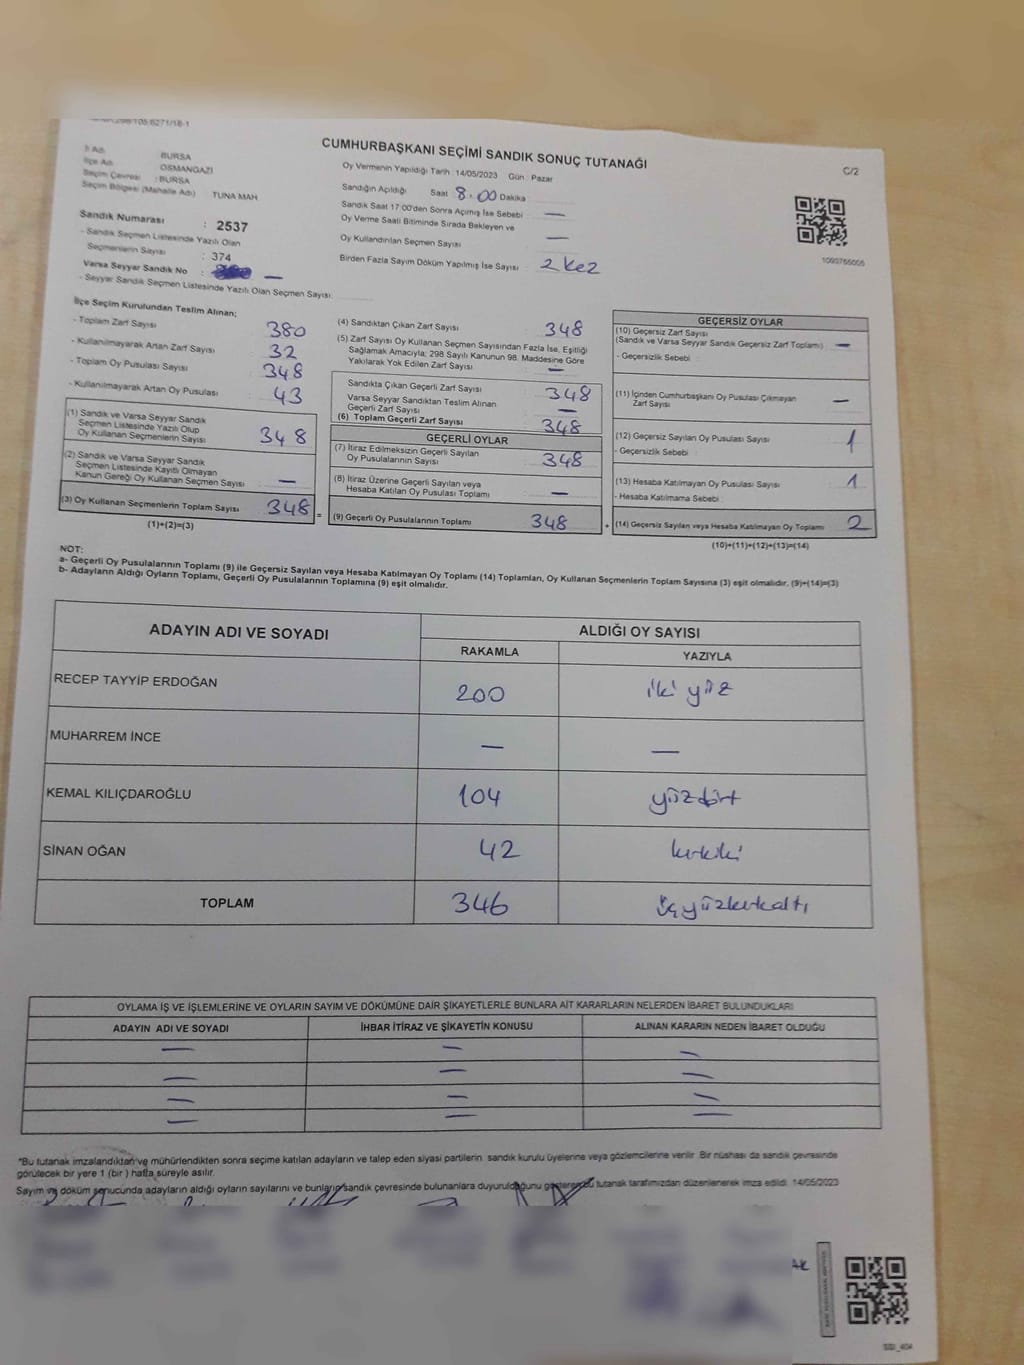 CUMHURBAŞKANI SEÇİMİ SANDIK SONUÇ TUTANAĞI
C/2
İl Adı : BURSA
İlçe Adı : OSMANGAZİ
Seçim Çevresi : BURSA
Seçim Bölgesi (Mahalle Adı) : TUNA MAH
Sandık Numarası : 2537
- Sandık Seçmen Listesinde Yazılı Olan
Seçmenlerin Sayısı : 374
Varsa Seyyar Sandık No : —
- Seyyar Sandık Seçmen Listesinde Yazılı Olan Seçmen Sayısı:
Oy Vermenin Yapıldığı Tarih :14/05/2023 Gün : Pazar
Sandığın Açıldığı Saat 8.00 Dakika
Sandık Saat 17:00'den Sonra Açımış İse Sebebi —
Oy Verme Saati Bitiminde Sırada Bekleyen ve
Oy Kullandırılan Seçmen Sayısı —
Birden Fazla Sayım Döküm Yapılmış İse Sayısı : 2 kez
1093765005
İlçe Seçim Kurulundan Teslim Alınan;
- Toplam Zarf Sayısı 380
- Kullanılmayarak Artan Zarf Sayısı 32
- Toplam Oy Pusulası Sayısı 348
- Kullanılmayarak Artan Oy Pusulası 43
(1) Sandık ve Varsa Seyyar Sandık
Seçmen Listesinde Yazılı Olup
Oy Kullanan Seçmenlerin Sayısı 348
(2) Sandık ve Varsa Seyyar Sandık
Seçmen Listesinde Kayıtlı Olmayan
Kanun Gereği Oy Kullanan Seçmen Sayısı —
(3) Oy Kullanan Seçmenlerin Toplam Sayısı 348 =
(1)+(2)=(3)
(4) Sandıktan Çıkan Zarf Sayısı : 348
(5) Zarf Sayısı Oy Kullanan Seçmen Sayısından Fazla İse, Eşitliği
Sağlamak Amacıyla; 298 Sayılı Kanunun 98. Maddesine Göre
Yakılarak Yok Edilen Zarf Sayısı : —
Sandıkta Çıkan Geçerli Zarf Sayısı : 348
Varsa Seyyar Sandıktan Teslim Alınan
Geçerli Zarf Sayısı : —
(6) Toplam Geçerli Zarf Sayısı : 348
GEÇERLİ OYLAR
(7) İtiraz Edilmeksizin Geçerli Sayılan
Oy Pusulalarının Sayısı : 348
(8) İtiraz Üzerine Geçerli Sayılan veya
Hesaba Katılan Oy Pusulası Toplamı : —
(9) Geçerli Oy Pusulalarının Toplamı : 348 +
GEÇERSİZ OYLAR
(10) Geçersiz Zarf Sayısı
(Sandık ve Varsa Seyyar Sandık Geçersiz Zarf Toplamı) : —
- Geçersizlik Sebebi :
(11) İçinden Cumhurbaşkanı Oy Pusulası Çıkmayan
Zarf Sayısı : —
(12) Geçersiz Sayılan Oy Pusulası Sayısı : 1
- Geçersizlik Sebebi :
(13) Hesaba Katılmayan Oy Pusulası Sayısı : 1
- Hesaba Katılmama Sebebi :
(14) Geçersiz Sayılan veya Hesaba Katılmayan Oy Toplamı : 2
(10)+(11)+(12)+(13)=(14)
NOT:
a- Geçerli Oy Pusulalarının Toplamı (9) ile Geçersiz Sayılan veya Hesaba Katılmayan Oy Toplamı (14) Toplamları, Oy Kullanan Seçmenlerin Toplam Sayısına (3) eşit olmalıdır. (9)+(14)=(3)
b- Adayların Aldığı Oyların Toplamı, Geçerli Oy Pusulalarının Toplamına (9) eşit olmalıdır.
ADAYIN ADI VE SOYADI
ALDIĞI OY SAYISI
RAKAMLA YAZIYLA
RECEP TAYYİP ERDOĞAN 200 iki yüz
MUHARREM İNCE — —
KEMAL KILIÇDAROĞLU 104 yüzdört
SİNAN OĞAN 42 kırkiki
TOPLAM 346 üçyüzkırkaltı
OYLAMA İŞ VE İŞLEMLERİNE VE OYLARIN SAYIM VE DÖKÜMÜNE DAİR ŞİKAYETLERLE BUNLARA AİT KARARLARIN NELERDEN İBARET BULUNDUKLARI
ADAYIN ADI VE SOYADI İHBAR İTİRAZ VE ŞİKAYETİN KONUSU ALINAN KARARIN NEDEN İBARET OLDUĞU
— — —
— — —
— — —
— — —
*Bu tutanak imzalandıktan ve mühürlendikten sonra seçime katılan adayların ve talep eden siyasi partilerin sandık kurulu üyelerine veya gözlemcilerine verilir. Bir nüshası da sandık çevresinde
görülecek bir yere 1 (bir ) hafta süreyle asılır.
Sayım ve döküm sonucunda adayların aldığı oyların sayılarını ve bunların sandık çevresinde bulunanlara duyurulduğunu gösteren bu tutanak tarafımızdan düzenlenerek imza edildi. 14/05/2023
AK